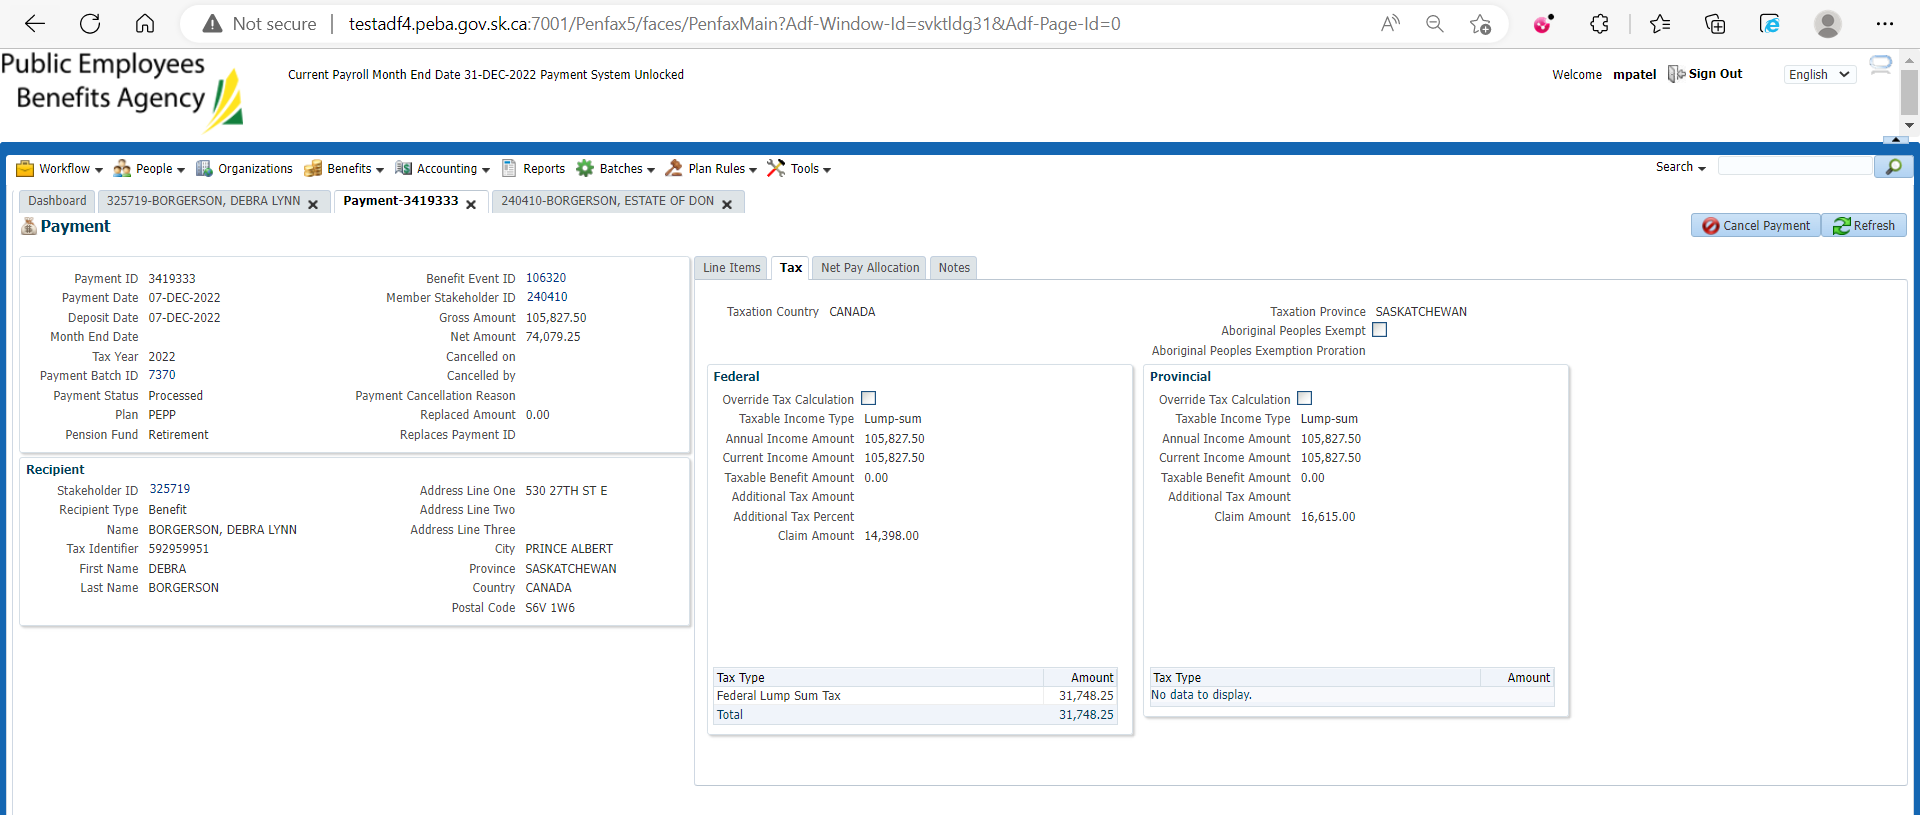 Not secure testadf4.peba.gov.sk.ca:7001/Penfax5/faces/PenfaxMain?Adf-Window-Id=svktldg31&Adf-Page-Id=0
Public Employees
Benefits Agency
Current Payroll Month End Date 31-DEC-2022 Payment System Unlocked
Welcome mpatel Sign Out English
Workflow People Organizations Benefits Accounting Reports Batches Plan Rules Tools Search
Dashboard 325719-BORGERSON, DEBRA LYNN Payment-3419333 240410-BORGERSON, ESTATE OF DON
Payment
Cancel Payment Refresh
Payment ID 3419333
Payment Date 07-DEC-2022
Deposit Date 07-DEC-2022
Month End Date
Tax Year 2022
Payment Batch ID 7370
Payment Status Processed
Plan PEPP
Pension Fund Retirement
Benefit Event ID 106320
Member Stakeholder ID 240410
Gross Amount 105,827.50
Net Amount 74,079.25
Cancelled on
Cancelled by
Payment Cancellation Reason
Replaced Amount 0.00
Replaces Payment ID
Recipient
Stakeholder ID 325719
Recipient Type Benefit
Name BORGERSON, DEBRA LYNN
Tax Identifier 592959951
First Name DEBRA
Last Name BORGERSON
Address Line One 530 27TH ST E
Address Line Two
Address Line Three
City PRINCE ALBERT
Province SASKATCHEWAN
Country CANADA
Postal Code S6V 1W6
Line Items Tax Net Pay Allocation Notes
Taxation Country CANADA
Taxation Province SASKATCHEWAN
Aboriginal Peoples Exempt
Aboriginal Peoples Exemption Proration
Federal
Override Tax Calculation
Taxable Income Type Lump-sum
Annual Income Amount 105,827.50
Current Income Amount 105,827.50
Taxable Benefit Amount 0.00
Additional Tax Amount
Additional Tax Percent
Claim Amount 14,398.00
Tax Type Amount
Federal Lump Sum Tax 31,748.25
Total 31,748.25
Provincial
Override Tax Calculation
Taxable Income Type Lump-sum
Annual Income Amount 105,827.50
Current Income Amount 105,827.50
Taxable Benefit Amount 0.00
Additional Tax Amount
Claim Amount 16,615.00
Tax Type Amount
No data to display.